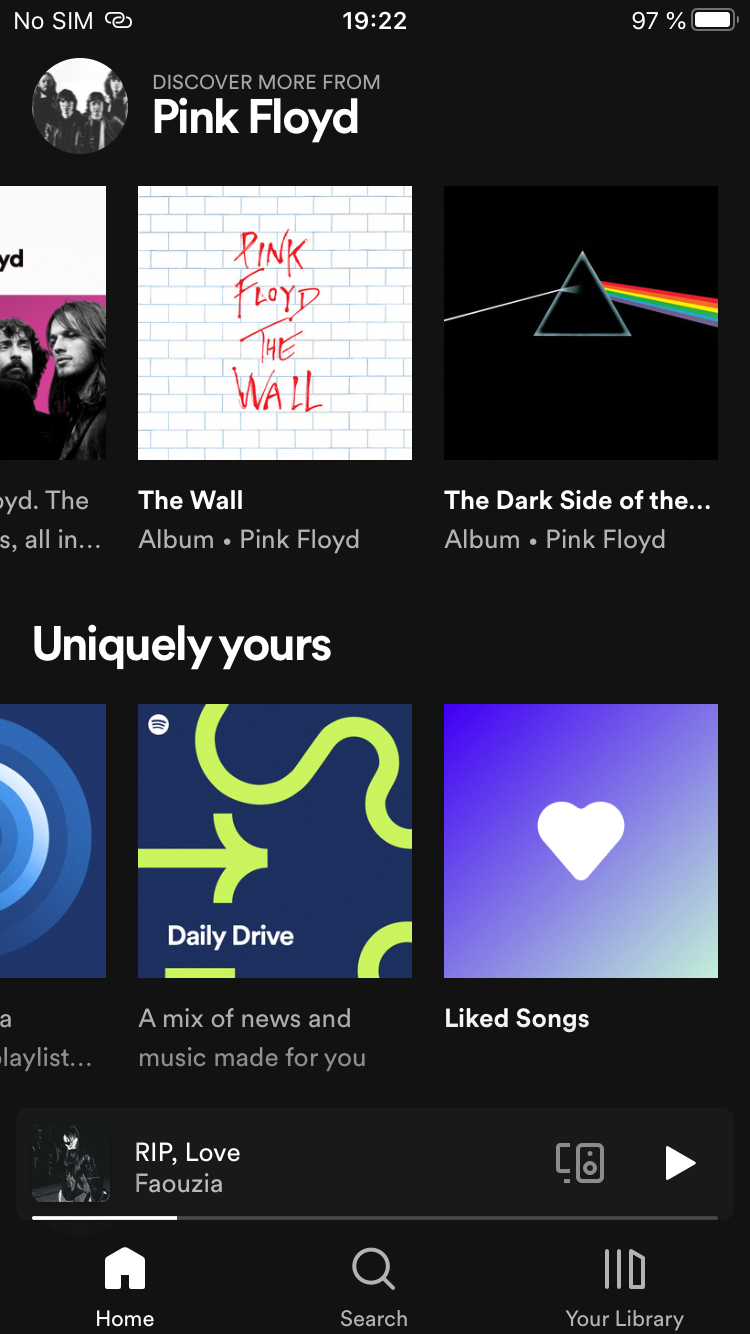 No SIM 19:22 97 %
DISCOVER MORE FROM
Pink Floyd
yd
PINK
FLOYD
THE
WALL
oyd. The
s, all in...
The Wall
Album • Pink Floyd
The Dark Side of the...
Album • Pink Floyd
Uniquely yours
Daily Drive
a
playlist...
A mix of news and
music made for you
Liked Songs
RIP, Love
Faouzia
Home
Search
Your Library